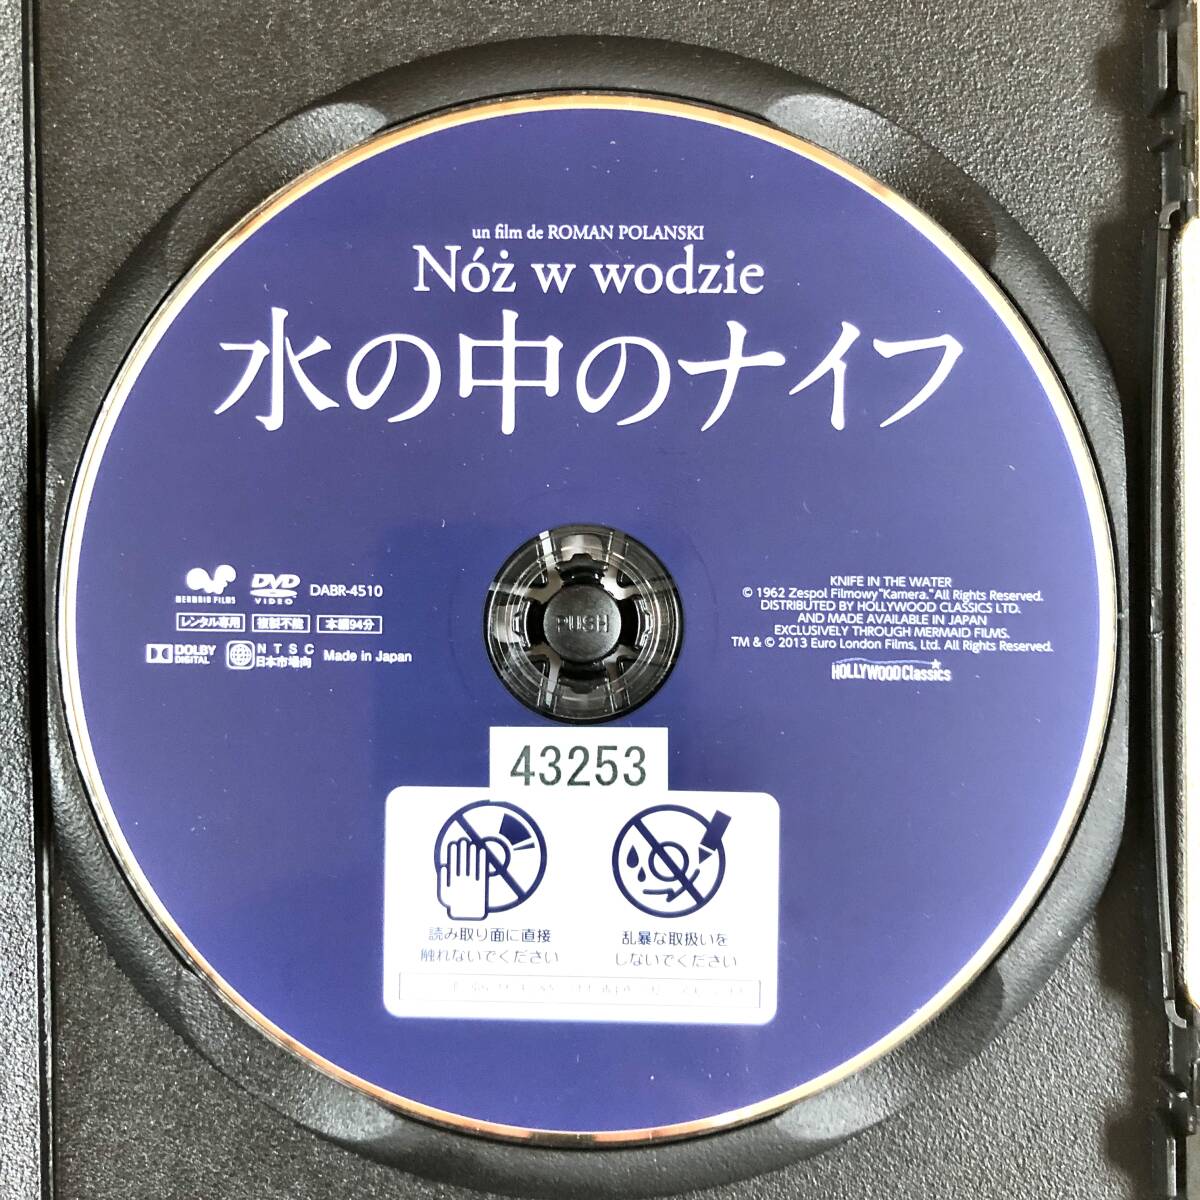 un film de ROMAN POLANSKI
Nóż w wodzie
水の中のナイフ
MERMAID FILMS
DVD
VIDEO
DABR-4510
レンタル専用 複製不能 本編94分
DOLBY
DIGITAL
NTSC
日本市場向
Made in Japan
PUSH
KNIFE IN THE WATER
© 1962 Zespol Filmowy "Kamera." All Rights Reserved.
DISTRIBUTED BY HOLLYWOOD CLASSICS LTD.
AND MADE AVAILABLE IN JAPAN
EXCLUSIVELY THROUGH MERMAID FILMS.
TM & © 2013 Euro London Films, Ltd. All Rights Reserved.
HOLLYWOOD Classics
43253
読み取り面に直接
触れないでください
乱暴な取扱いを
しないでください